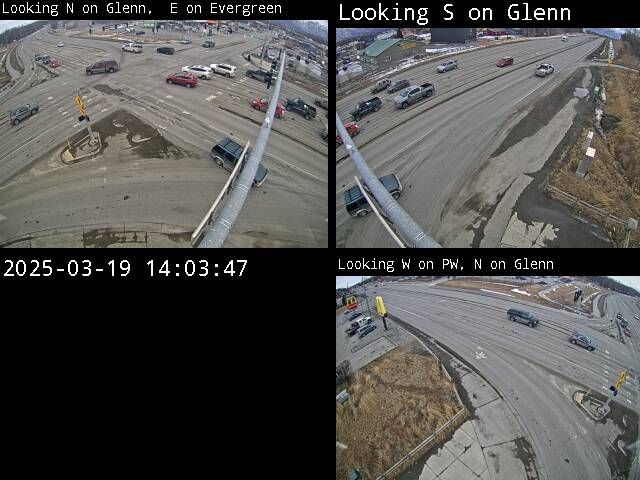 Looking N on Glenn,  E on Evergreen
Looking S on Glenn
2025-03-19 14:03:47
Looking W on PW, N on Glenn